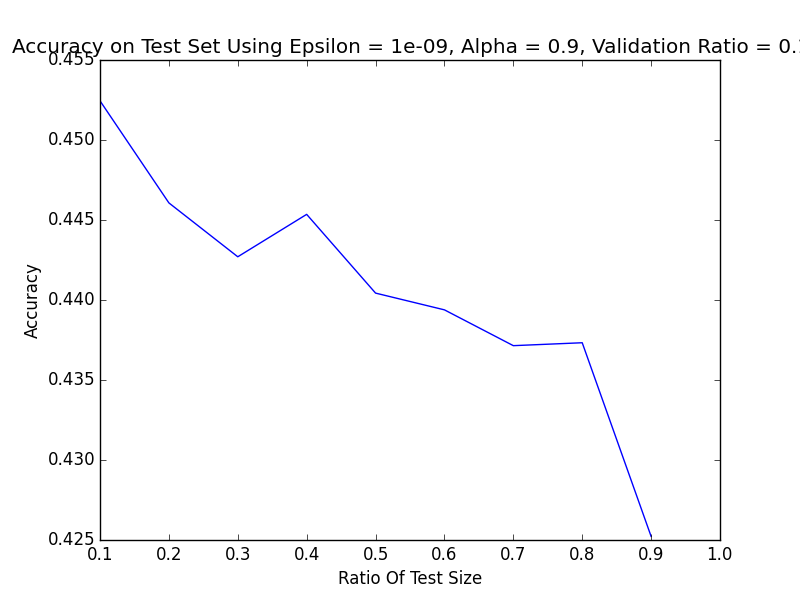 Accuracy on Test Set Using Epsilon = 1e-09, Alpha = 0.9, Validation Ratio = 0.
0.455
0.450
0.445
0.440
0.435
0.430
0.425
Accuracy
0.1 0.2 0.3 0.4 0.5 0.6 0.7 0.8 0.9 1.0
Ratio Of Test Size